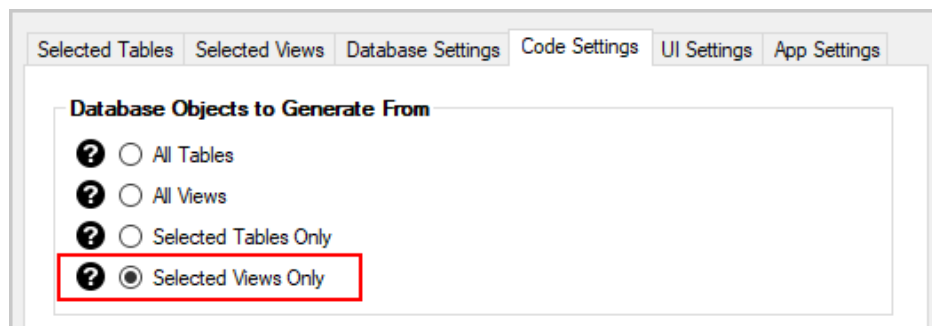 Selected Tables Selected Views Database Settings Code Settings UI Settings App Settings
Database Objects to Generate From
? All Tables
? All Views
? Selected Tables Only
? Selected Views Only